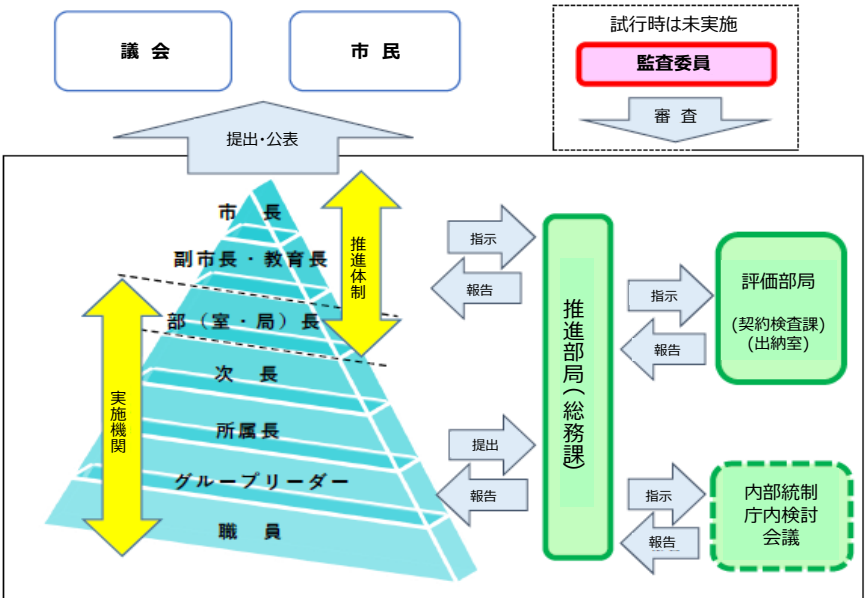 議 会
市 民
試行時は未実施
監査委員
審 査
提出・公表
市 長
副市長・教育長
部（室・局）長
次 長
所属長
グループリーダー
職 員
推進体制
実施機関
指示
報告
提出
報告
推進部局（総務課）
指示
報告
評価部局
(契約検査課)
(出納室)
指示
報告
内部統制
庁内検討
会議